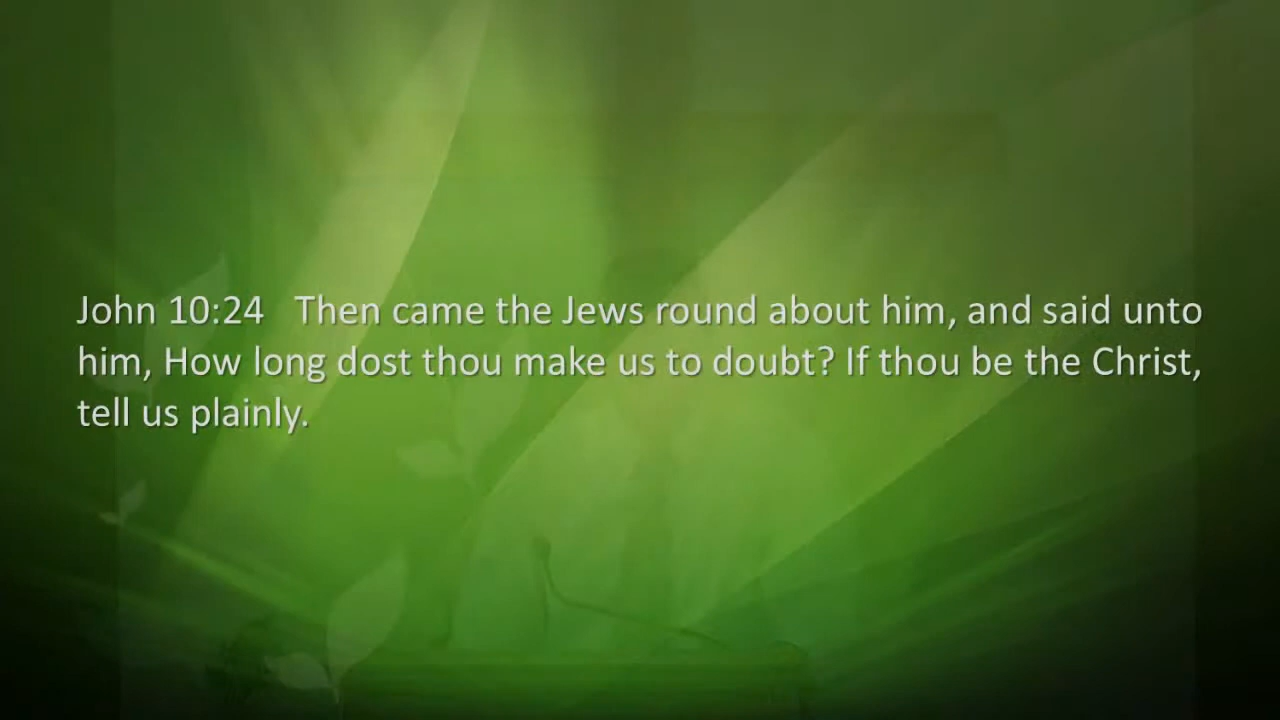 John 10:24 Then came the Jews round about him, and said unto
him, How long dost thou make us to doubt? If thou be the Christ,
tell us plainly.